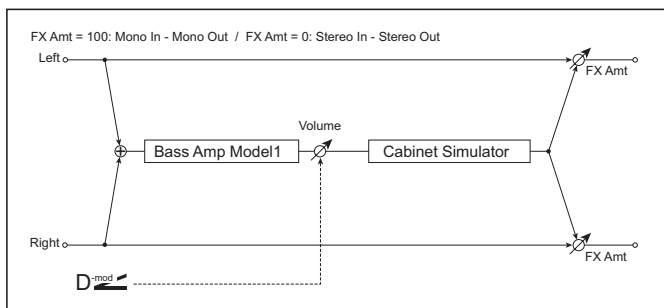 FX Amt = 100: Mono In - Mono Out / FX Amt = 0: Stereo In - Stereo Out
Left
FX Amt
Volume
Bass Amp Model1
Cabinet Simulator
Right
FX Amt
D-mod